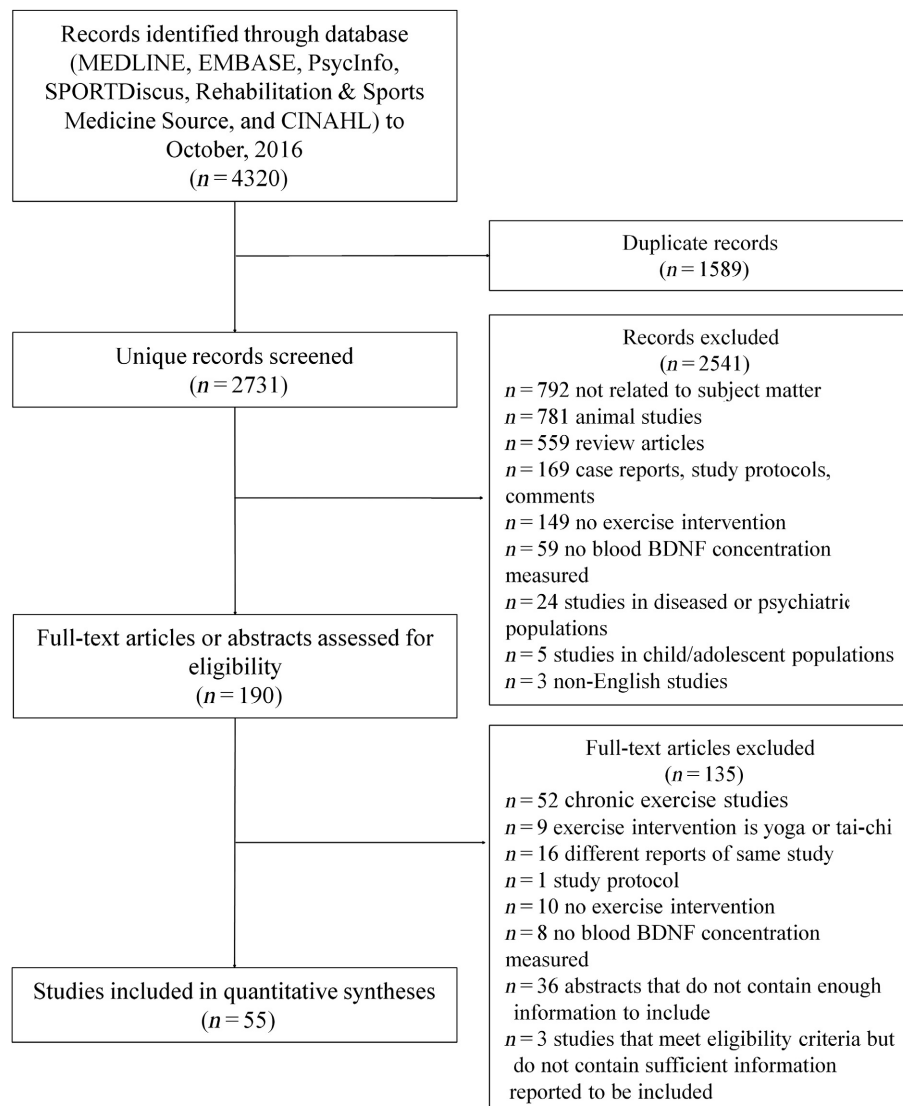 Records identified through database
(MEDLINE, EMBASE, PsycInfo,
SPORTDiscus, Rehabilitation & Sports
Medicine Source, and CINAHL) to
October, 2016
(n = 4320)
Duplicate records
(n = 1589)
Unique records screened
(n = 2731)
Records excluded
(n = 2541)
n = 792 not related to subject matter
n = 781 animal studies
n = 559 review articles
n = 169 case reports, study protocols,
comments
n = 149 no exercise intervention
n = 59 no blood BDNF concentration
measured
n = 24 studies in diseased or psychiatric
populations
n = 5 studies in child/adolescent populations
n = 3 non-English studies
Full-text articles or abstracts assessed for
eligibility
(n = 190)
Full-text articles excluded
(n = 135)
n = 52 chronic exercise studies
n = 9 exercise intervention is yoga or tai-chi
n = 16 different reports of same study
n = 1 study protocol
n = 10 no exercise intervention
n = 8 no blood BDNF concentration
measured
n = 36 abstracts that do not contain enough
information to include
n = 3 studies that meet eligibility criteria but
do not contain sufficient information
reported to be included
Studies included in quantitative syntheses
(n = 55)